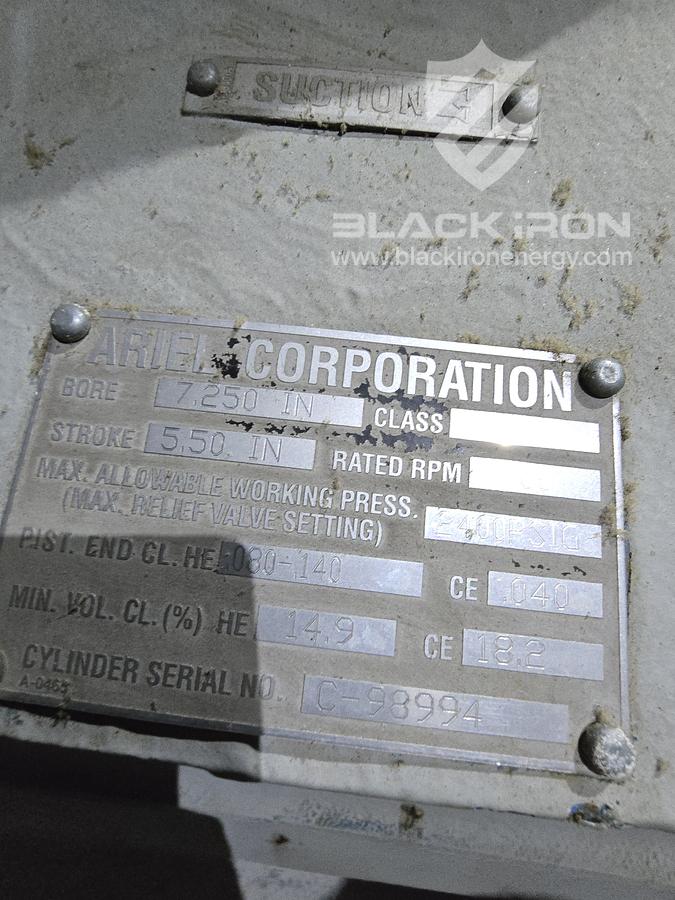 SUCTION
BLACK IRON
www.blackironenergy.com
ARIEL CORPORATION
BORE 7.250 IN CLASS
STROKE 5.50 IN RATED RPM
MAX. ALLOWABLE WORKING PRESS.
(MAX. RELIEF VALVE SETTING) 2400PSIG
PIST. END CL. HE .080-140 CE .040
MIN. VOL. CL. (%) HE 14.9 CE 18.2
CYLINDER SERIAL NO. C-98994